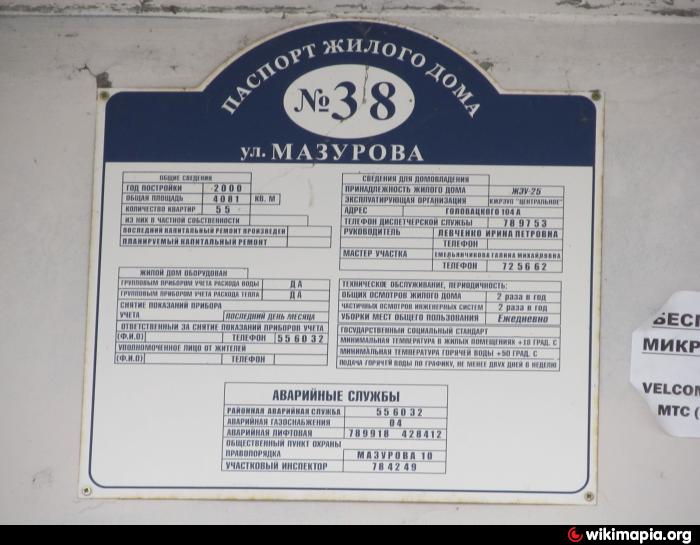 ПАСПОРТ ЖИЛОГО ДОМА
№38
ул. МАЗУРОВА
ОБЩИЕ СВЕДЕНИЯ
ГОД ПОСТРОЙКИ 2000
ОБЩАЯ ПЛОЩАДЬ 4081 КВ. М
КОЛИЧЕСТВО КВАРТИР 55
ИЗ НИХ В ЧАСТНОЙ СОБСТВЕННОСТИ
ПОСЛЕДНИЙ КАПИТАЛЬНЫЙ РЕМОНТ ПРОИЗВЕДЕН
ПЛАНИРУЕМЫЙ КАПИТАЛЬНЫЙ РЕМОНТ
СВЕДЕНИЯ ДЛЯ ДОМОВЛАДЕНИЯ
ПРИНАДЛЕЖНОСТЬ ЖИЛОГО ДОМА ЖЭУ-25
ЭКСПЛУАТИРУЮЩАЯ ОРГАНИЗАЦИЯ КЖРЭУП "ЦЕНТРАЛЬНОЕ"
АДРЕС ГОЛОВАЦКОГО 104А
ТЕЛЕФОН ДИСПЕТЧЕРСКОЙ СЛУЖБЫ 789753
РУКОВОДИТЕЛЬ ЛЕВЧЕНКО ИРИНА ПЕТРОВНА
ТЕЛЕФОН
МАСТЕР УЧАСТКА ЕМЕЛЬЯНЧИКОВА ГАЛИНА МИХАЙЛОВНА
ТЕЛЕФОН 725662
ЖИЛОЙ ДОМ ОБОРУДОВАН
ГРУППОВЫМ ПРИБОРОМ УЧЕТА РАСХОДА ВОДЫ ДА
ГРУППОВЫМ ПРИБОРОМ УЧЕТА РАСХОДА ТЕПЛА ДА
СНЯТИЕ ПОКАЗАНИЙ ПРИБОРА
УЧЕТА ПОСЛЕДНИЙ ДЕНЬ МЕСЯЦА
ОТВЕТСТВЕННЫЙ ЗА СНЯТИЕ ПОКАЗАНИЙ ПРИБОРОВ УЧЕТА
(Ф.И.О) ТЕЛЕФОН 556032
УПОЛНОМОЧЕННОЕ ЛИЦО ОТ ЖИТЕЛЕЙ
(Ф.И.О) ТЕЛЕФОН
ТЕХНИЧЕСКОЕ ОБСЛУЖИВАНИЕ, ПЕРИОДИЧНОСТЬ:
ОБЩИХ ОСМОТРОВ ЖИЛОГО ДОМА 2 раза в год
ЧАСТИЧНЫХ ОСМОТРОВ ИНЖЕНЕРНЫХ СИСТЕМ 2 раза в год
УБОРКИ МЕСТ ОБЩЕГО ПОЛЬЗОВАНИЯ Ежедневно
ГОСУДАРСТВЕННЫЙ СОЦИАЛЬНЫЙ СТАНДАРТ
МИНИМАЛЬНАЯ ТЕМПЕРАТУРА В ЖИЛЫХ ПОМЕЩЕНИЯХ +18 ГРАД. С
МИНИМАЛЬНАЯ ТЕМПЕРАТУРА ГОРЯЧЕЙ ВОДЫ +50 ГРАД. С
ПОДАЧА ГОРЯЧЕЙ ВОДЫ ПО ГРАФИКУ, НЕ МЕНЕЕ ДВУХ ДНЕЙ В НЕДЕЛЮ
АВАРИЙНЫЕ СЛУЖБЫ
РАЙОННАЯ АВАРИЙНАЯ СЛУЖБА 556032
АВАРИЙНАЯ ГАЗОСНАБЖЕНИЯ 04
АВАРИЙНАЯ ЛИФТОВАЯ 789918 428412
ОБЩЕСТВЕННЫЙ ПУНКТ ОХРАНЫ
ПРАВОПОРЯДКА МАЗУРОВА 10
УЧАСТКОВЫЙ ИНСПЕКТОР 784249
БЕСП
МИКР
VELCOM
МТС (
wikimapia.org